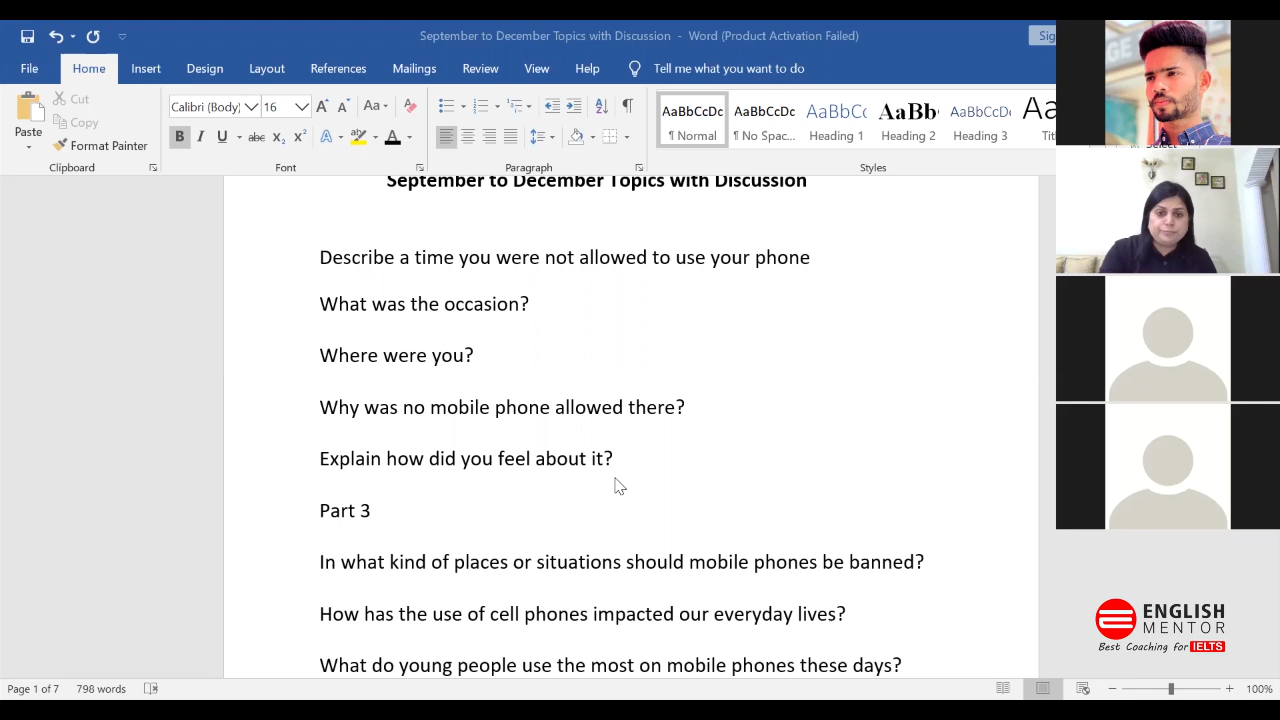 September to December Topics with Discussion - Word (Product Activation Failed)
Sig
File Home Insert Design Layout References Mailings Review View Help Tell me what you want to do
Paste
Cut
Copy
Format Painter
Clipboard
Calibri (Body) 16
Font
Paragraph
AaBbCcDc AaBbCcDc AaBbCc AaBb AaBbCcD Aa
¶ Normal ¶ No Spac... Heading 1 Heading 2 Heading 3 Titl
Styles
September to December Topics with Discussion
Describe a time you were not allowed to use your phone
What was the occasion?
Where were you?
Why was no mobile phone allowed there?
Explain how did you feel about it?
Part 3
In what kind of places or situations should mobile phones be banned?
How has the use of cell phones impacted our everyday lives?
What do young people use the most on mobile phones these days?
ENGLISH
MENTOR
Best Coaching for IELTS
Page 1 of 7 798 words 100%